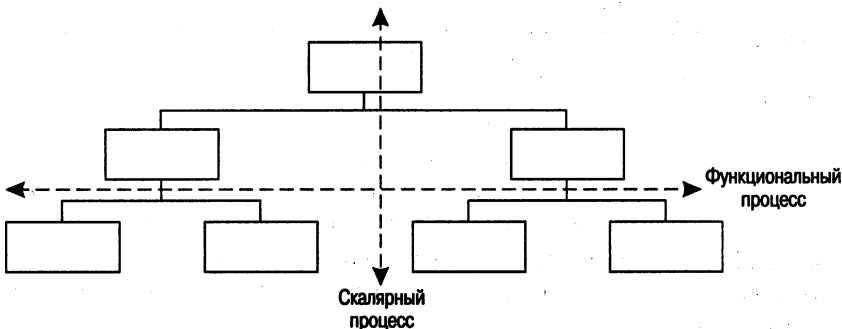 Функциональный
процесс
Скалярный
процесс